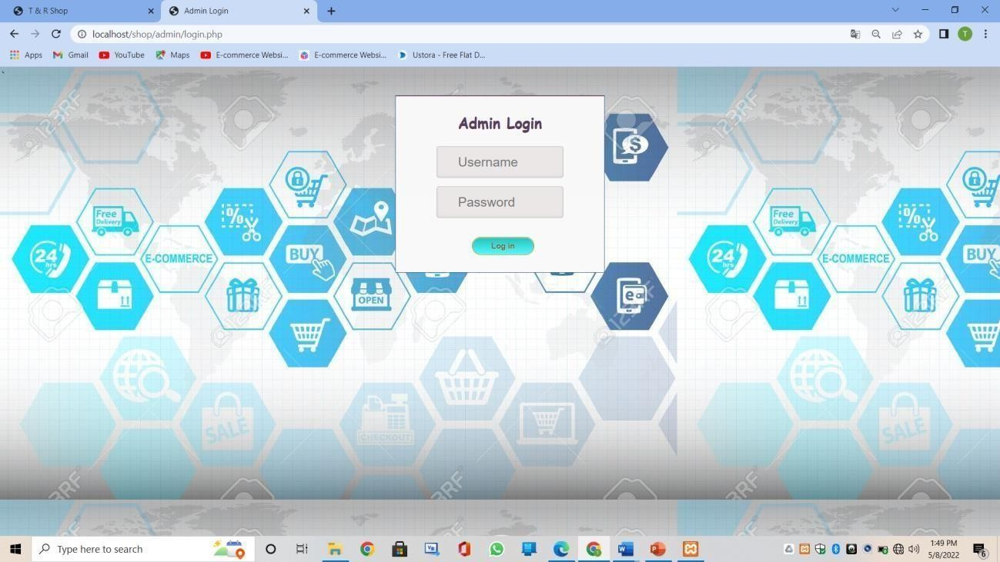 T & R Shop
Admin Login
localhost/shop/admin/login.php
T
Apps
Gmail
YouTube
Maps
E-commerce Websi...
E-commerce Websi...
Ustora - Free Flat D...
Admin Login
Username
Password
Log in
123RF
$
Free
Delivery
%
24
hrs
E-COMMERCE
BUY
OPEN
e
SALE
CHECKOUT
Free
Delivery
%
24
hrs
E-COMMERCE
BUY
SALE
Type here to search
1:49 PM
5/8/2022
6